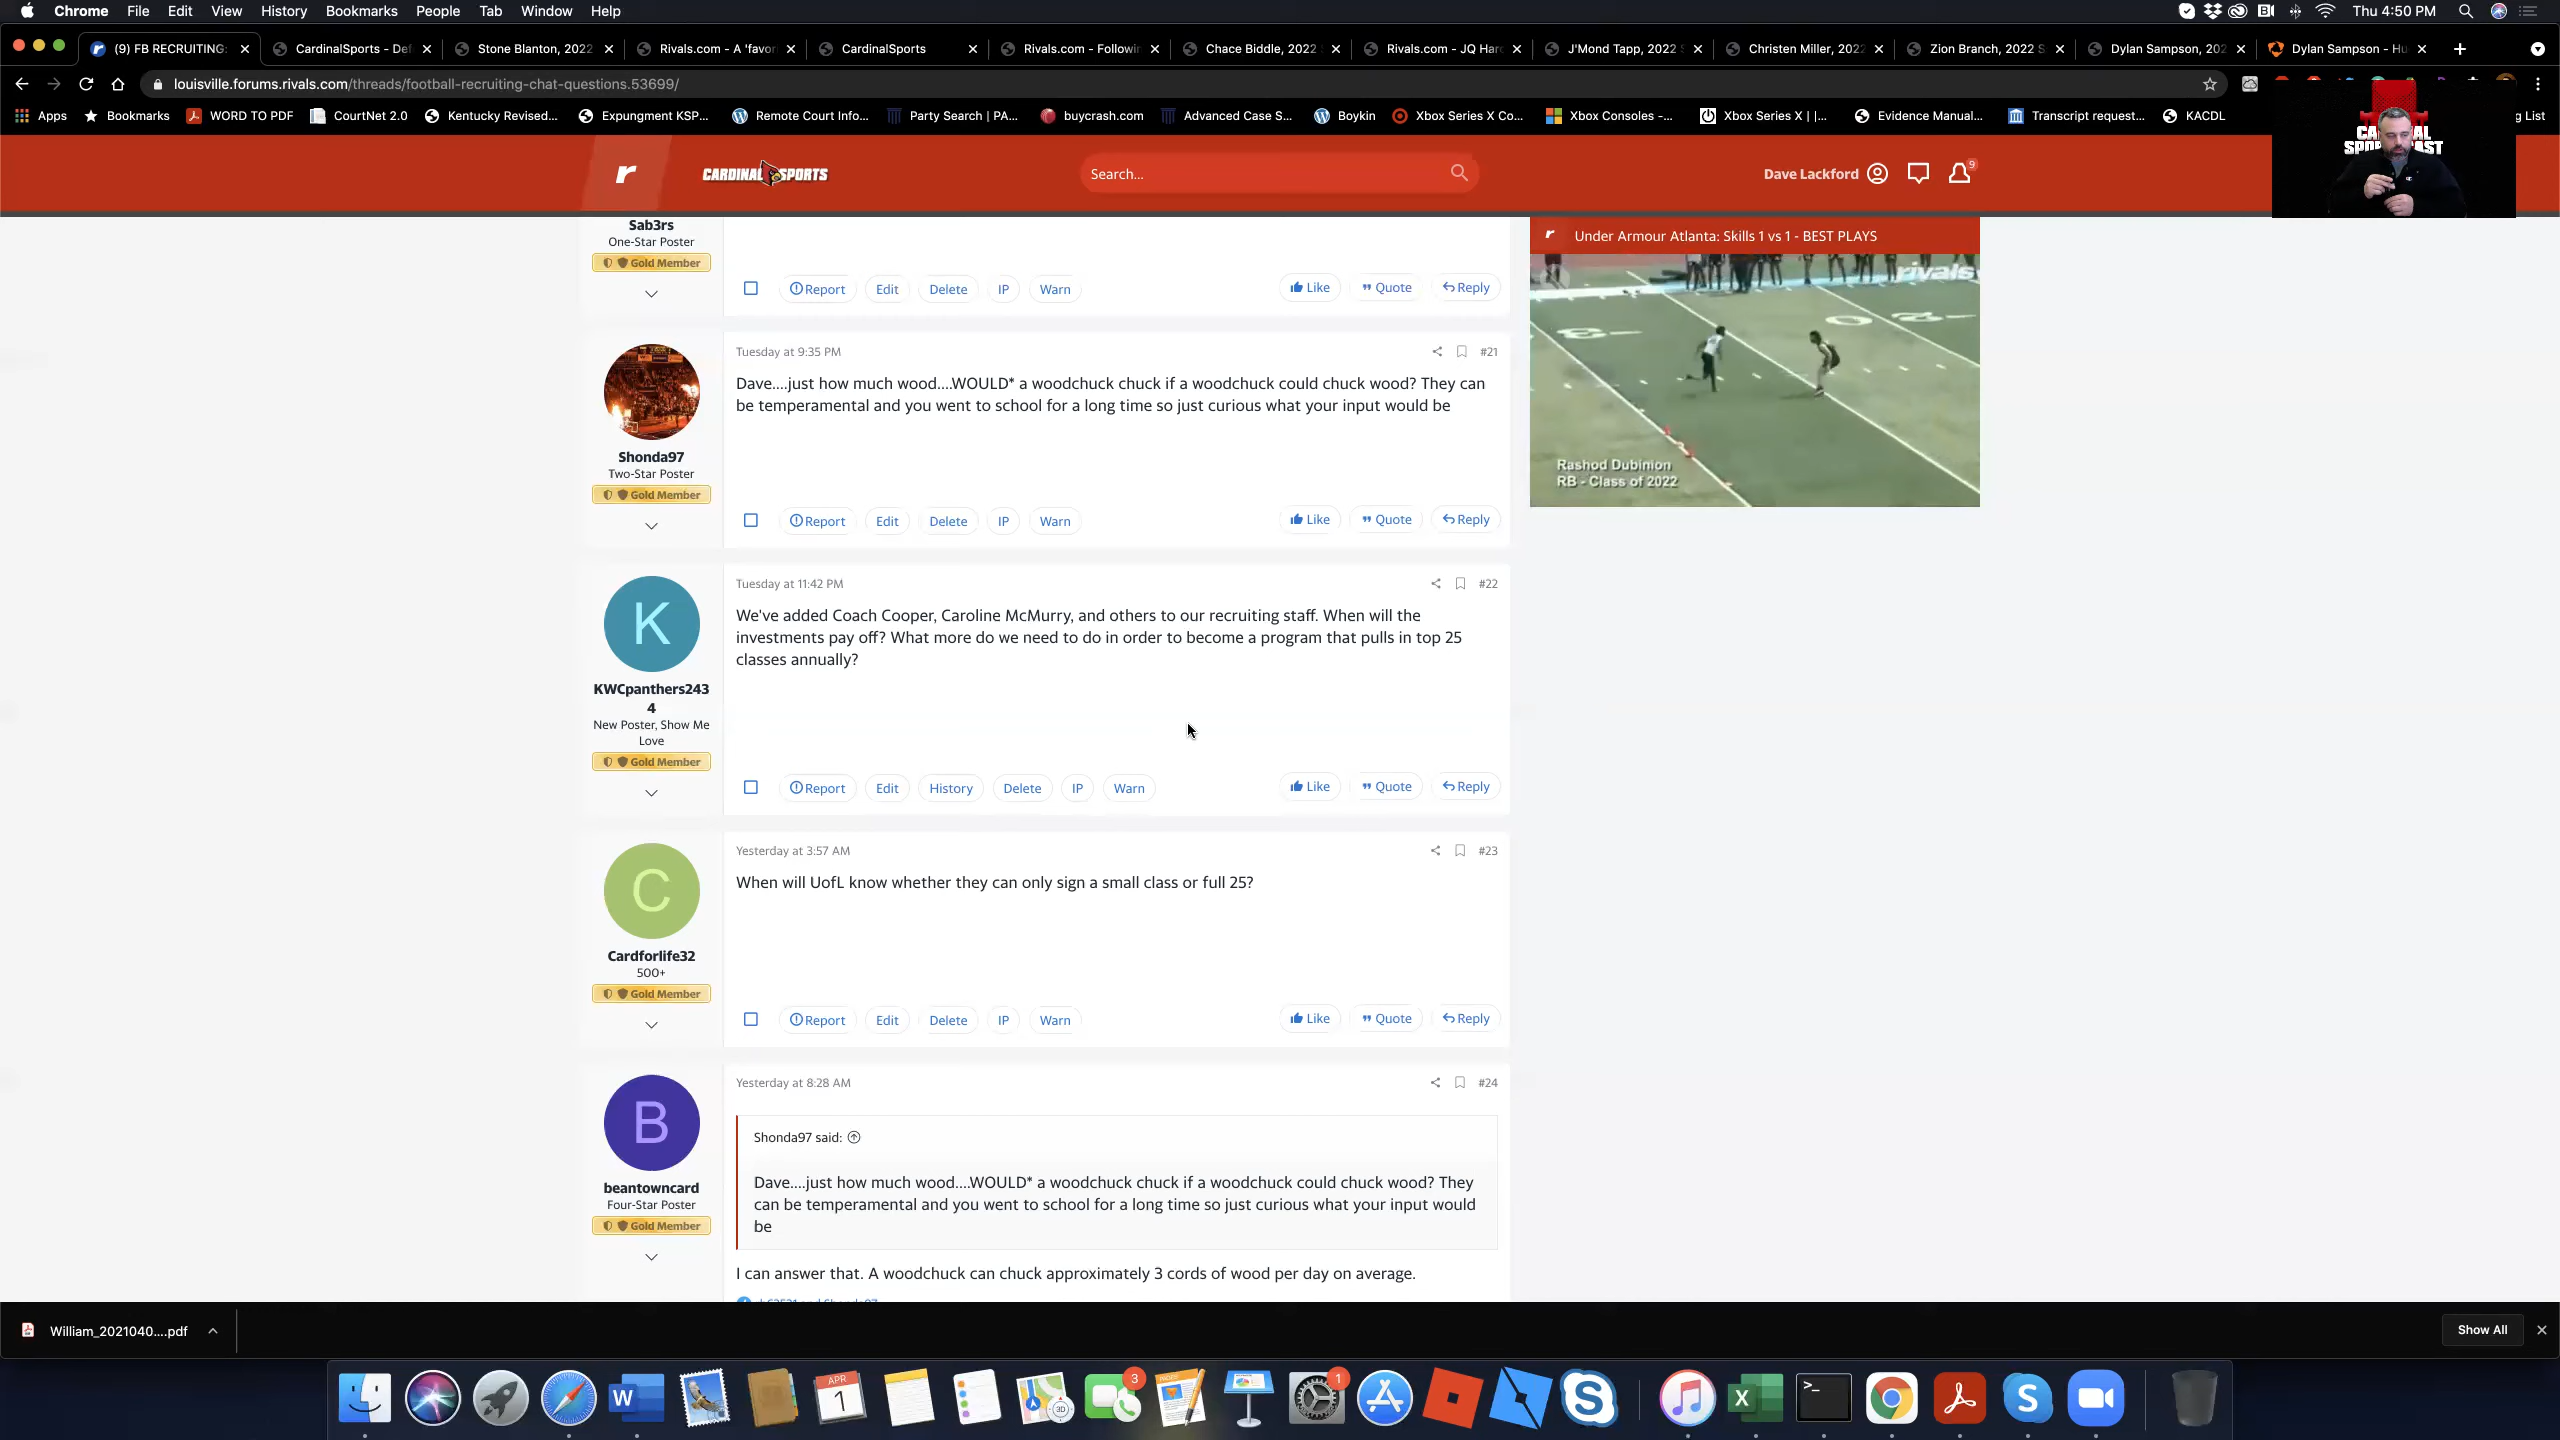 Chrome File Edit View History Bookmarks People Tab Window Help
Thu 4:50 PM
(9) FB RECRUITING:
CardinalSports - Def
Stone Blanton, 2022
Rivals.com - A 'favor
CardinalSports
Rivals.com - Followin
Chace Biddle, 2022
Rivals.com - JQ Har
J'Mond Tapp, 2022
Christen Miller, 2022
Zion Branch, 2022 S
Dylan Sampson, 202
Dylan Sampson - Hu
louisville.forums.rivals.com/threads/football-recruiting-chat-questions.53699/
Apps Bookmarks WORD TO PDF CourtNet 2.0 Kentucky Revised... Expungment KSP... Remote Court Info... Party Search | PA... buycrash.com Advanced Case S... Boykin Xbox Series X Co... Xbox Consoles -... Xbox Series X | |... Evidence Manual... Transcript request... KACDL g List
CARDINAL SPORTS
Search...
Dave Lackford
9
Sab3rs
One-Star Poster
Gold Member
Report Edit Delete IP Warn Like Quote Reply
Under Armour Atlanta: Skills 1 vs 1 - BEST PLAYS
rivals
Rashod Dubinion
RB - Class of 2022
Tuesday at 9:35 PM #21
Dave....just how much wood....WOULD* a woodchuck chuck if a woodchuck could chuck wood? They can
be temperamental and you went to school for a long time so just curious what your input would be
Shonda97
Two-Star Poster
Gold Member
Report Edit Delete IP Warn Like Quote Reply
Tuesday at 11:42 PM #22
We've added Coach Cooper, Caroline McMurry, and others to our recruiting staff. When will the
investments pay off? What more do we need to do in order to become a program that pulls in top 25
classes annually?
K
KWCpanthers243
4
New Poster, Show Me
Love
Gold Member
Report Edit History Delete IP Warn Like Quote Reply
Yesterday at 3:57 AM #23
When will UofL know whether they can only sign a small class or full 25?
C
Cardforlife32
500+
Gold Member
Report Edit Delete IP Warn Like Quote Reply
Yesterday at 8:28 AM #24
B
beantowncard
Four-Star Poster
Gold Member
Shonda97 said:
Dave....just how much wood....WOULD* a woodchuck chuck if a woodchuck could chuck wood? They
can be temperamental and you went to school for a long time so just curious what your input would
be
I can answer that. A woodchuck can chuck approximately 3 cords of wood per day on average.
William_2021040....pdf
Show All
APR
1
3
1
3D